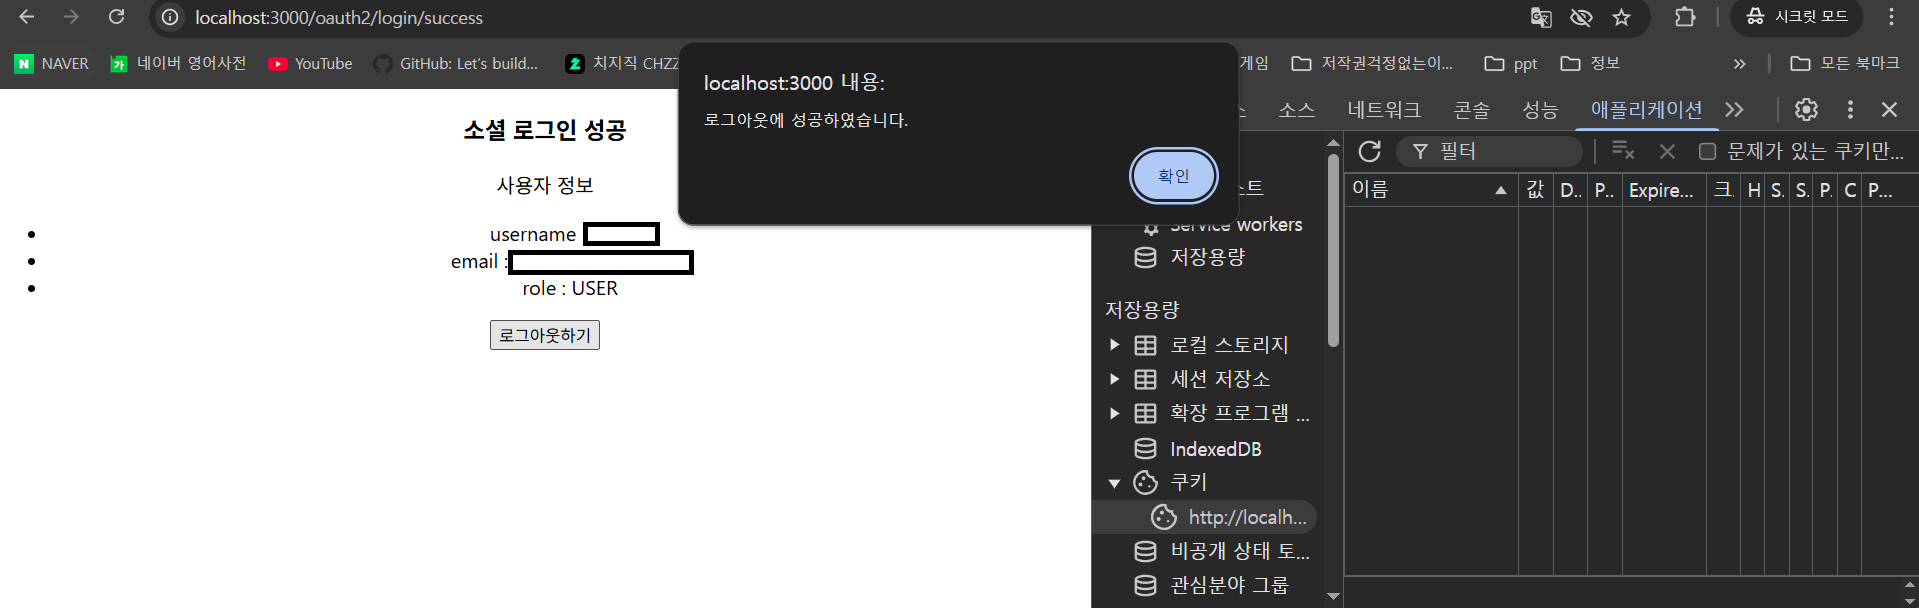 localhost:3000/oauth2/login/success
시크릿 모드
NAVER
네이버 영어사전
YouTube
GitHub: Let's build...
치지직 CHZZ
게임
저작권걱정없는이...
ppt
정보
모든 북마크
localhost:3000 내용:
로그아웃에 성공하였습니다.
확인
소셜 로그인 성공
사용자 정보
username
email :
role : USER
로그아웃하기
소스
네트워크
콘솔
성능
애플리케이션
필터
문제가 있는 쿠키만...
이름
값
D.
P..
Expire...
크.
H
S.
S.
P.
C
P...
Service workers
저장용량
저장용량
로컬 스토리지
세션 저장소
확장 프로그램 ...
IndexedDB
쿠키
http://localh...
비공개 상태 토...
관심분야 그룹